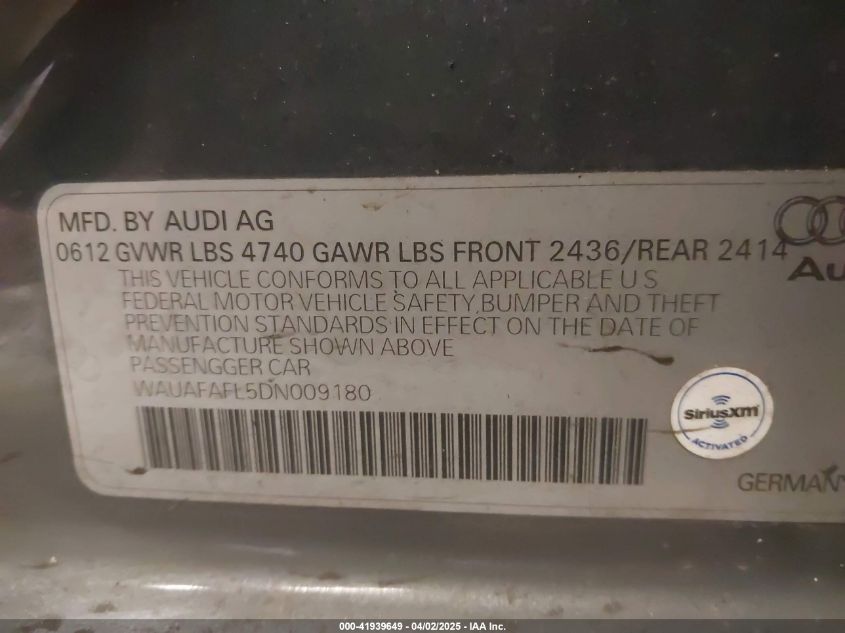 MFD. BY AUDI AG
0612 GVWR LBS 4740 GAWR LBS FRONT 2436/REAR 2414
THIS VEHICLE CONFORMS TO ALL APPLICABLE U S
FEDERAL MOTOR VEHICLE SAFETY,BUMPER AND THEFT
PREVENTION STANDARDS IN EFFECT ON THE DATE OF
MANUFACTURE SHOWN ABOVE
PASSENGGER CAR
WAUAFAFL5DN009180
Au
SiriusXM
ACTIVATED
GERMANY
000-41939649 - 04/02/2025 - IAA Inc.